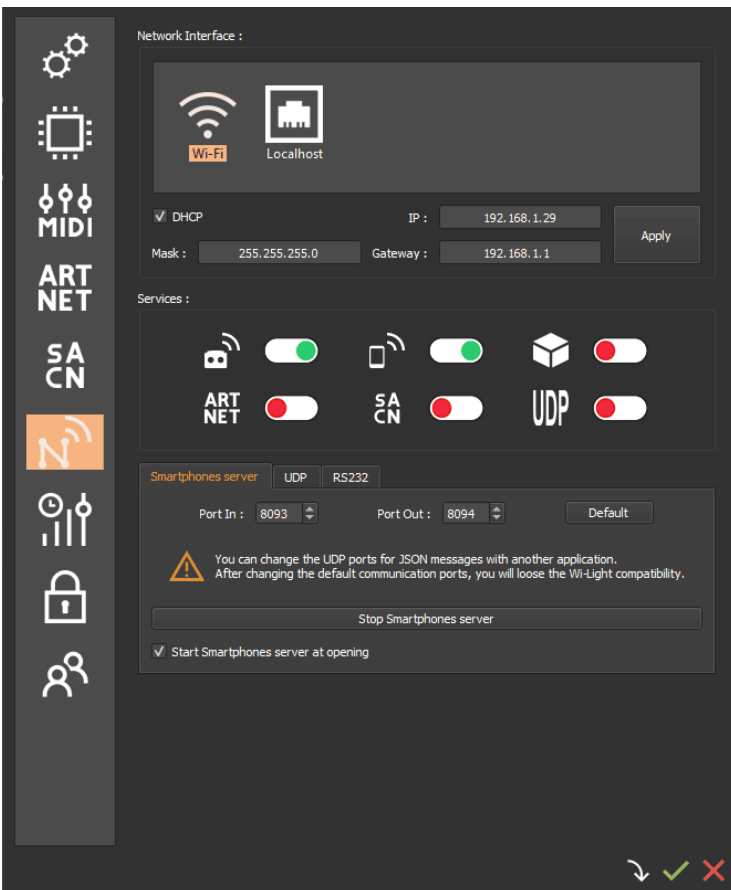 Network Interface :
Wi-Fi
Localhost
DHCP
IP :
192.168.1.29
Apply
Mask :
255.255.255.0
Gateway :
192.168.1.1
MIDI
ART
NET
SA
CN
N
Services :
ART
NET
SA
CN
UDP
Smartphones server
UDP
RS232
Port In :
8093
Port Out :
8094
Default
You can change the UDP ports for JSON messages with another application.
After changing the default communication ports, you will loose the Wi-Light compatibility.
Stop Smartphones server
Start Smartphones server at opening